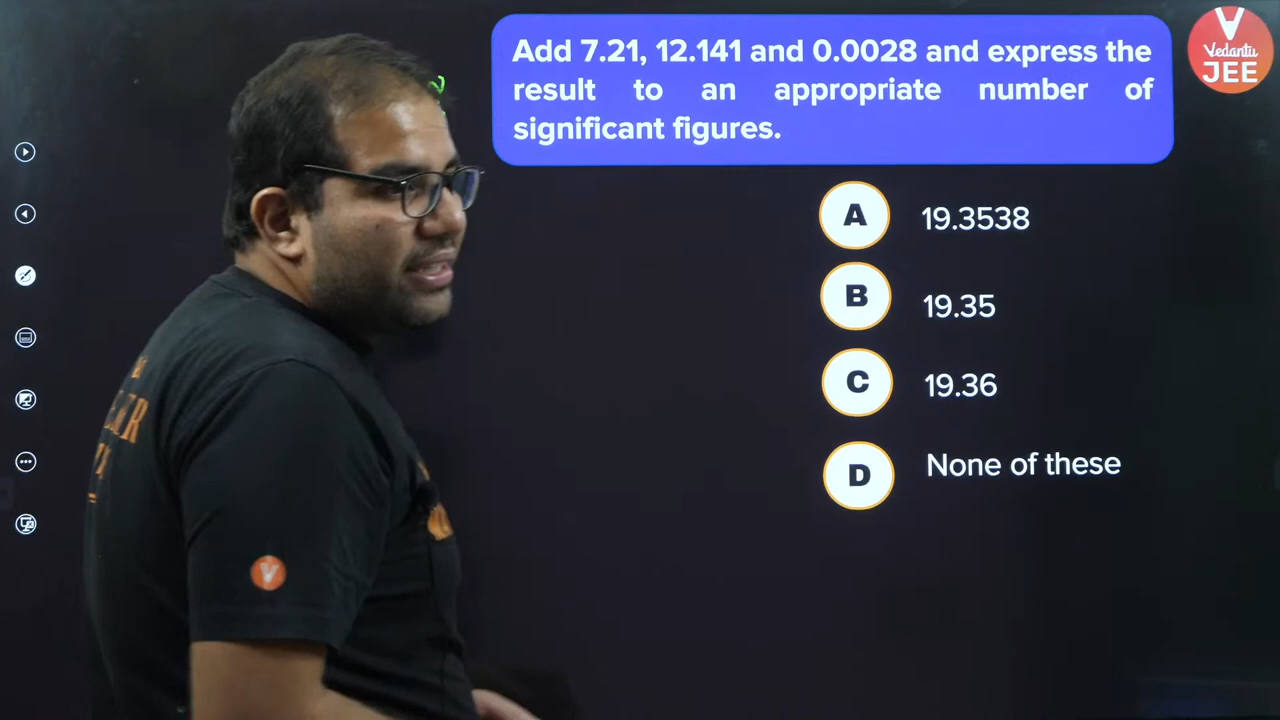 Add 7.21, 12.141 and 0.0028 and express the
result to an appropriate number of
significant figures.
V
Vedantu
JEE
A 19.3538
B 19.35
C 19.36
D None of these
V